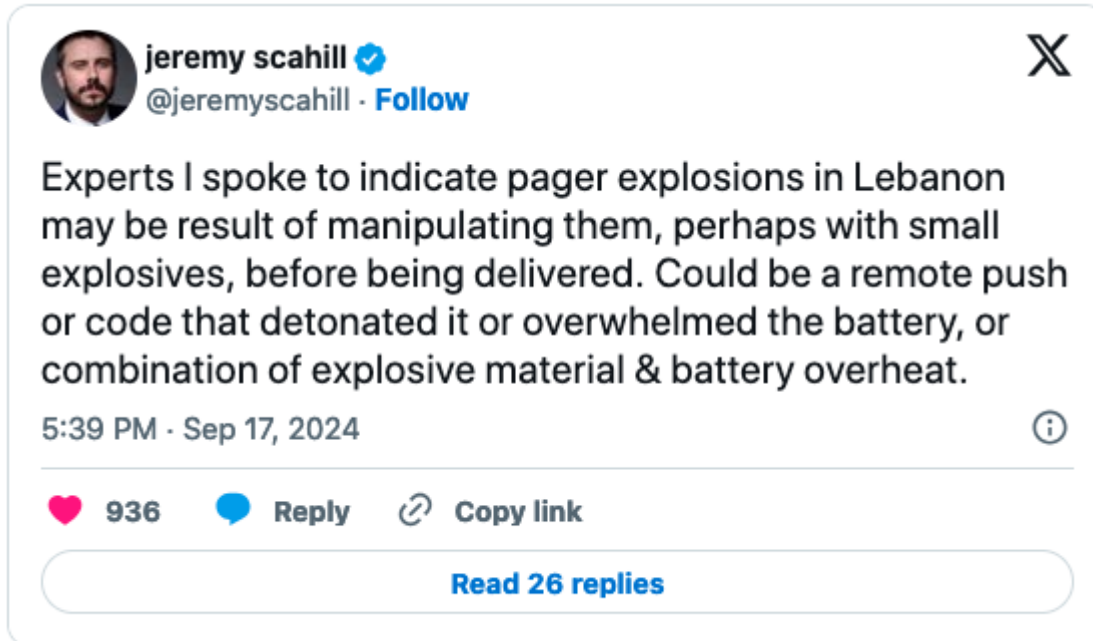 jeremy scahill
@jeremyscahill · Follow
Experts I spoke to indicate pager explosions in Lebanon
may be result of manipulating them, perhaps with small
explosives, before being delivered. Could be a remote push
or code that detonated it or overwhelmed the battery, or
combination of explosive material & battery overheat.
5:39 PM · Sep 17, 2024
936 Reply Copy link
Read 26 replies